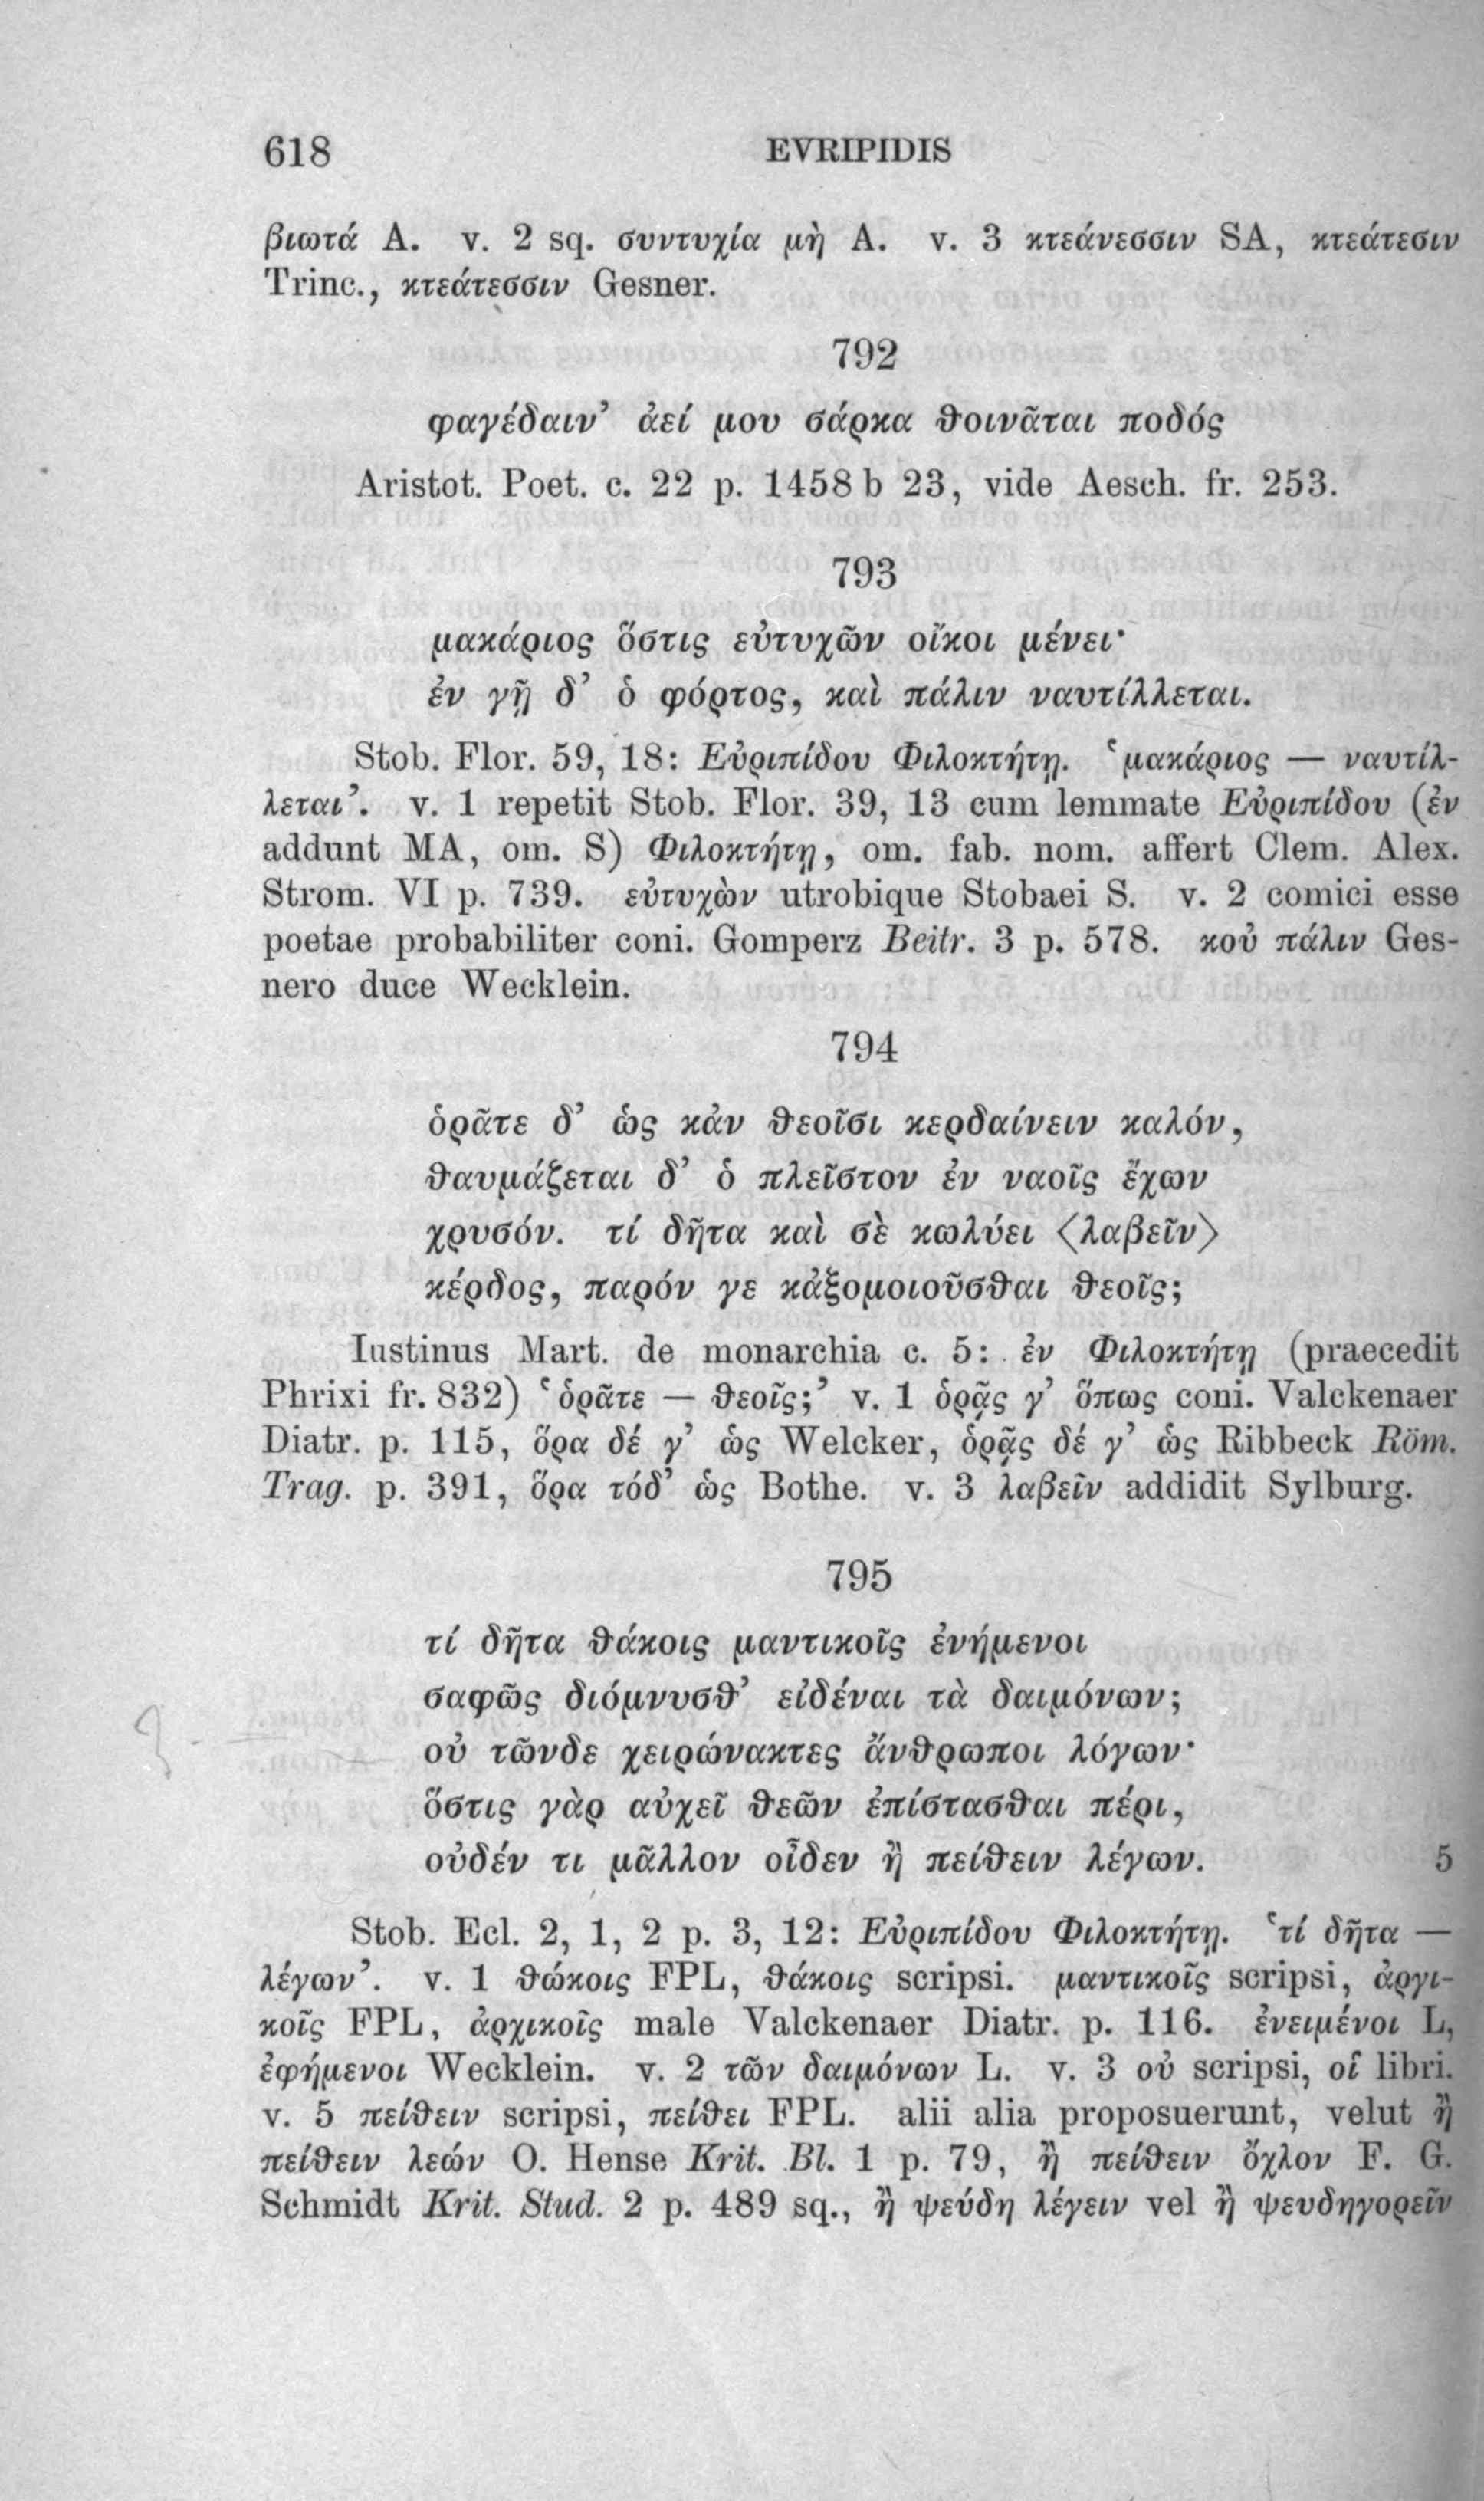 618 EVRIPIDIS
βιωτά A. v. 2 sq. συντυχία μὴ A. v. 3 κτεάνεσσιν SA, κτεάτεσιν
Trinc., κτεάτεσσιν Gesner.
792
φαγέδαιν’ ἀεί μου σάρκα θοινᾶται ποδός
Aristot. Poet. c. 22 p. 1458 b 23, vide Aesch. fr. 253.
793
μακάριος ὅστις εὐτυχῶν οἴκοι μένει·
ἐν γῇ δ’ ὁ φόρτος, καὶ πάλιν ναυτίλλεται.
Stob. Flor. 59, 18: Εὐριπίδου Φιλοκτήτῃ. ‘μακάριος — ναυτίλ-
λεται’. v. 1 repetit Stob. Flor. 39, 13 cum lemmate Εὐριπίδου (ἐν
addunt MA, om. S) Φιλοκτήτῃ, om. fab. nom. affert Clem. Alex.
Strom. VI p. 739. εὐτυχὼν utrobique Stobaei S. v. 2 comici esse
poetae probabiliter coni. Gomperz Beitr. 3 p. 578. κοὐ πάλιν Ges-
nero duce Wecklein.
794
ὁρᾶτε δ’ ὡς κἀν θεοῖσι κερδαίνειν καλόν,
θαυμάζεται δ’ ὁ πλεῖστον ἐν ναοῖς ἔχων
χρυσόν. τί δῆτα καὶ σὲ κωλύει ⟨λαβεῖν⟩
κέρδος, παρόν γε κἀξομοιοῦσθαι θεοῖς;
Iustinus Mart. de monarchia c. 5: ἐν Φιλοκτήτῃ (praecedit
Phrixi fr. 832) ‘ὁρᾶτε — θεοῖς;’ v. 1 ὁρᾷς γ’ ὅπως coni. Valckenaer
Diatr. p. 115, ὅρα δέ γ’ ὡς Welcker, ὁρᾷς δέ γ’ ὡς Ribbeck Röm.
Trag. p. 391, ὅρα τόδ’ ὡς Bothe. v. 3 λαβεῖν addidit Sylburg.
795
τί δῆτα θάκοις μαντικοῖς ἐνήμενοι
σαφῶς διόμνυσθ’ εἰδέναι τὰ δαιμόνων;
οὐ τῶνδε χειρώνακτες ἄνθρωποι λόγων·
ὅστις γὰρ αὐχεῖ θεῶν ἐπίστασθαι πέρι,
οὐδέν τι μᾶλλον οἶδεν ἢ πείθειν λέγων. 5
Stob. Ecl. 2, 1, 2 p. 3, 12: Εὐριπίδου Φιλοκτήτῃ. ‘τί δῆτα —
λέγων’. v. 1 θώκοις FPL, θάκοις scripsi. μαντικοῖς scripsi, ἀργι-
κοῖς FPL, ἀρχικοῖς male Valckenaer Diatr. p. 116. ἐνειμένοι L,
ἐφήμενοι Wecklein. v. 2 τῶν δαιμόνων L. v. 3 οὐ scripsi, οἱ libri.
v. 5 πείθειν scripsi, πείθει FPL. alii alia proposuerunt, velut ἢ
πείθειν λεών O. Hense Krit. Bl. 1 p. 79, ἢ πείθειν ὄχλον F. G.
Schmidt Krit. Stud. 2 p. 489 sq., ἢ ψεύδη λέγειν vel ἢ ψευδηγορεῖν